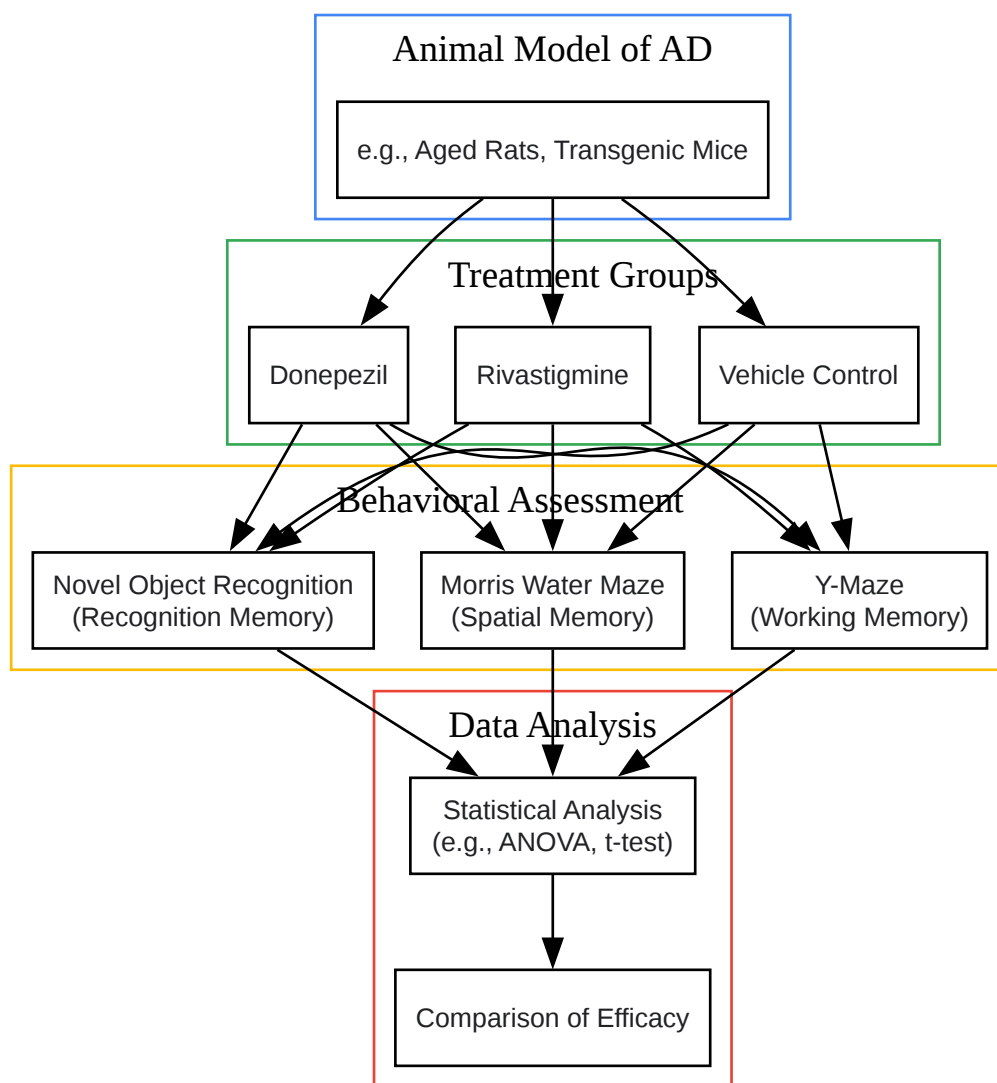 Animal Model of AD
e.g., Aged Rats, Transgenic Mice
Treatment Groups
Donepezil
Rivastigmine
Vehicle Control
Behavioral Assessment
Novel Object Recognition
(Recognition Memory)
Morris Water Maze
(Spatial Memory)
Y-Maze
(Working Memory)
Data Analysis
Statistical Analysis
(e.g., ANOVA, t-test)
Comparison of Efficacy